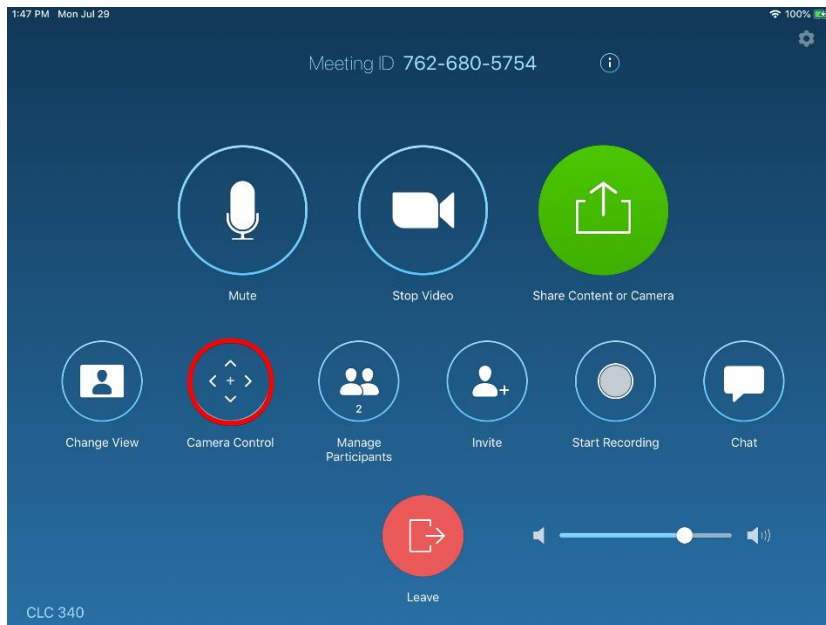 1:47 PM Mon Jul 29
100%
Meeting ID 762-680-5754
Mute
Stop Video
Share Content or Camera
2
Change View
Camera Control
Manage
Participants
Invite
Start Recording
Chat
Leave
CLC 340